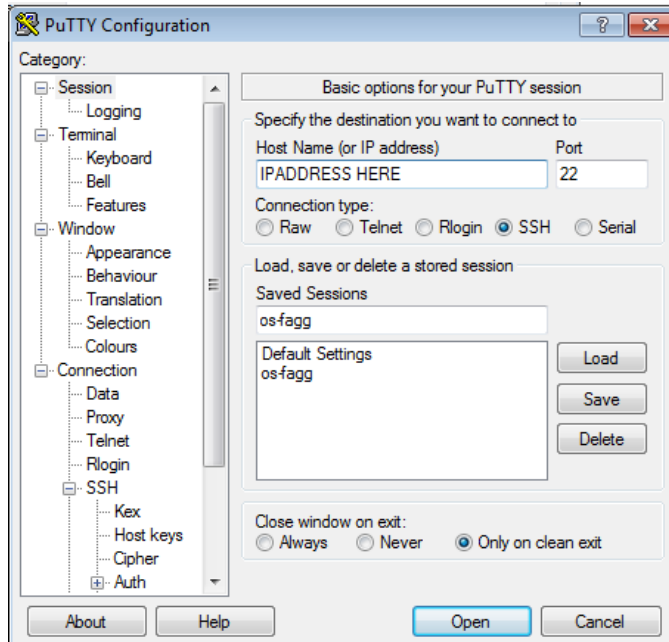 PuTTY Configuration
Category:
Session
Logging
Terminal
Keyboard
Bell
Features
Window
Appearance
Behaviour
Translation
Selection
Colours
Connection
Data
Proxy
Telnet
Rlogin
SSH
Kex
Host keys
Cipher
Auth
Basic options for your PuTTY session
Specify the destination you want to connect to
Host Name (or IP address) Port
IPADDRESS HERE 22
Connection type:
Raw Telnet Rlogin SSH Serial
Load, save or delete a stored session
Saved Sessions
os-fagg
Default Settings
os-fagg
Load
Save
Delete
Close window on exit:
Always Never Only on clean exit
About Help Open Cancel